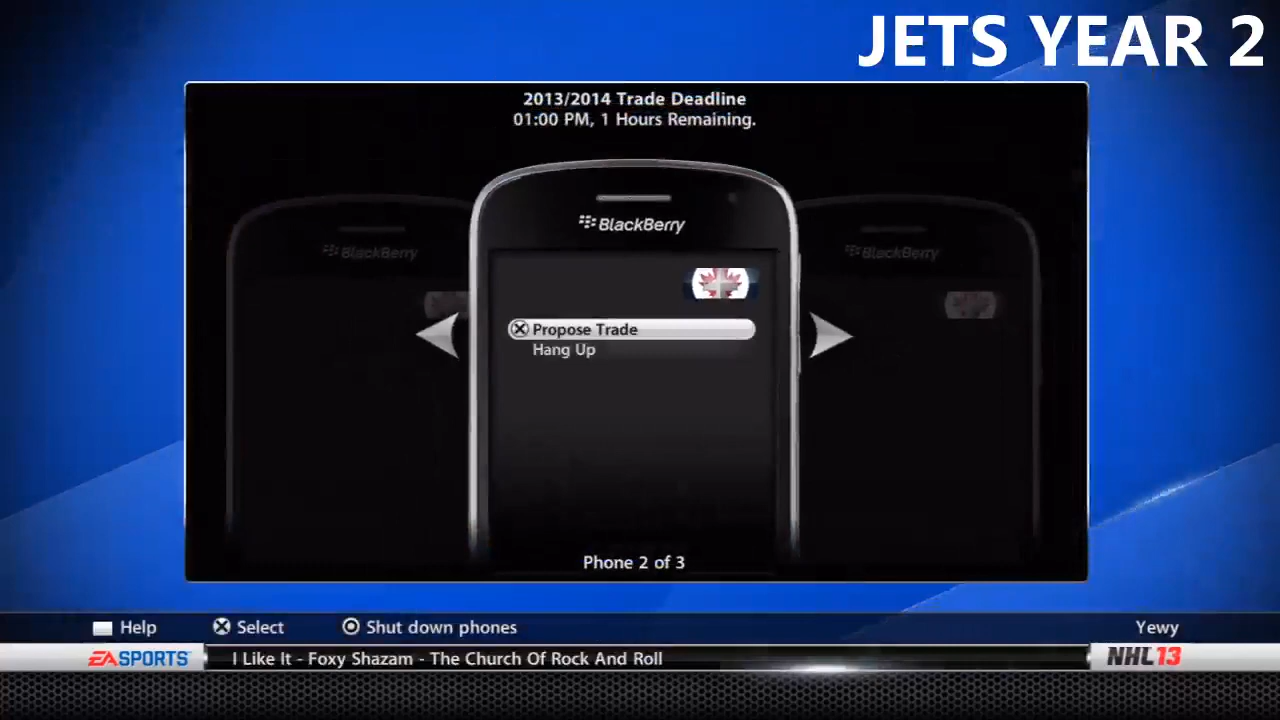 JETS YEAR 2
2013/2014 Trade Deadline
01:00 PM, 1 Hours Remaining.
BlackBerry
BlackBerry
BlackBerry
Propose Trade
Hang Up
Phone 2 of 3
Help
Select
Shut down phones
Yewy
EA SPORTS
I Like It - Foxy Shazam - The Church Of Rock And Roll
NHL 13